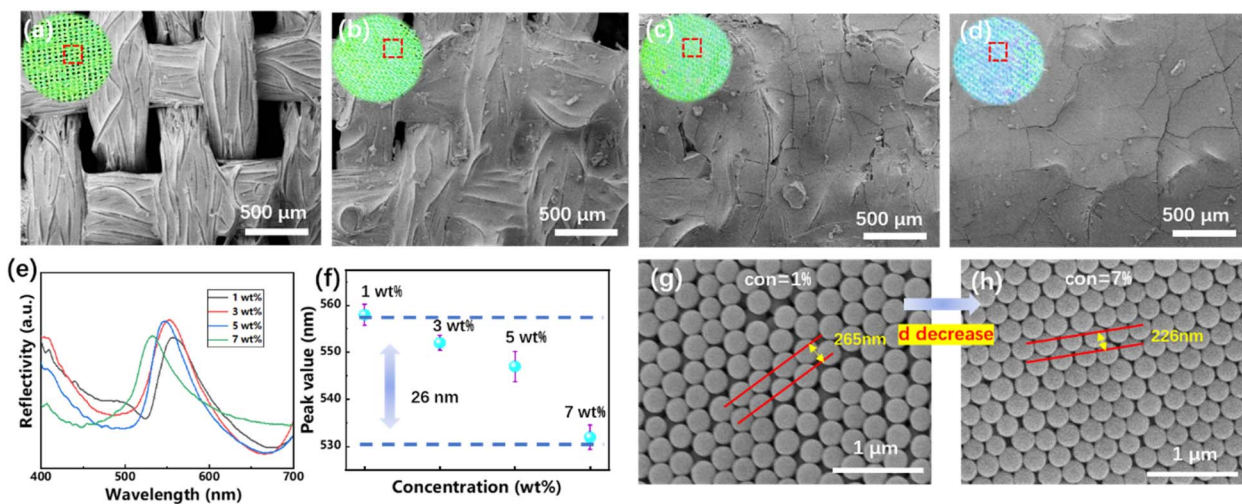 (a)
500 μm
(b)
500 μm
(c)
500 μm
(d)
500 μm
(e)
Reflectivity (a.u.)
1 wt%
3 wt%
5 wt%
7 wt%
400 500 600 700
Wavelength (nm)
(f)
Peak value (nm)
560
550
540
530
1 wt%
3 wt%
5 wt%
7 wt%
26 nm
Concentration (wt%)
(g)
con=1%
265nm
1 μm
d decrease
(h)
con=7%
226nm
1 μm